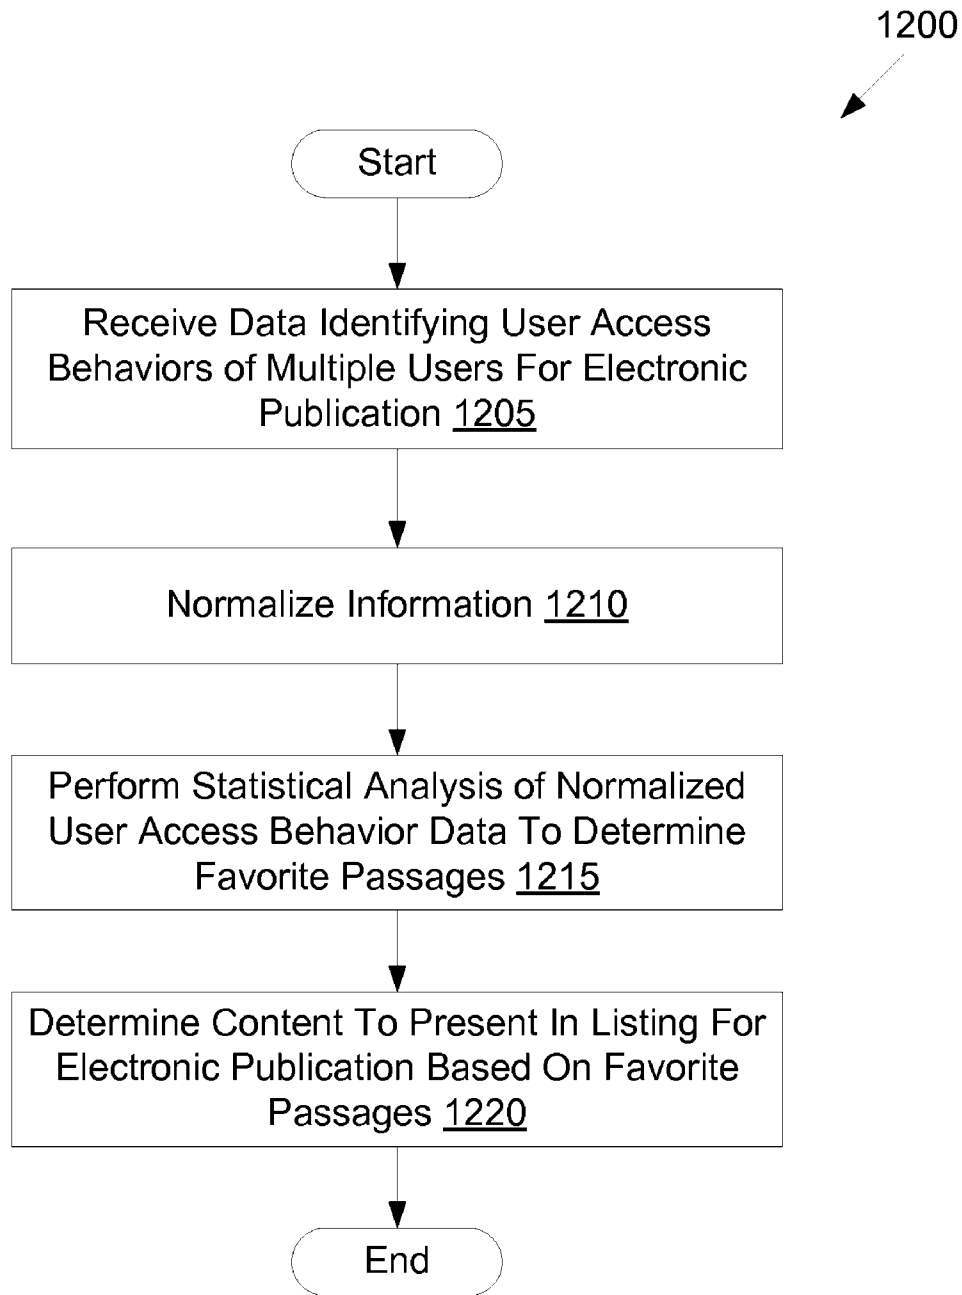 1200
Start
Receive Data Identifying User Access
Behaviors of Multiple Users For Electronic
Publication 1205
Normalize Information 1210
Perform Statistical Analysis of Normalized
User Access Behavior Data To Determine
Favorite Passages 1215
Determine Content To Present In Listing For
Electronic Publication Based On Favorite
Passages 1220
End